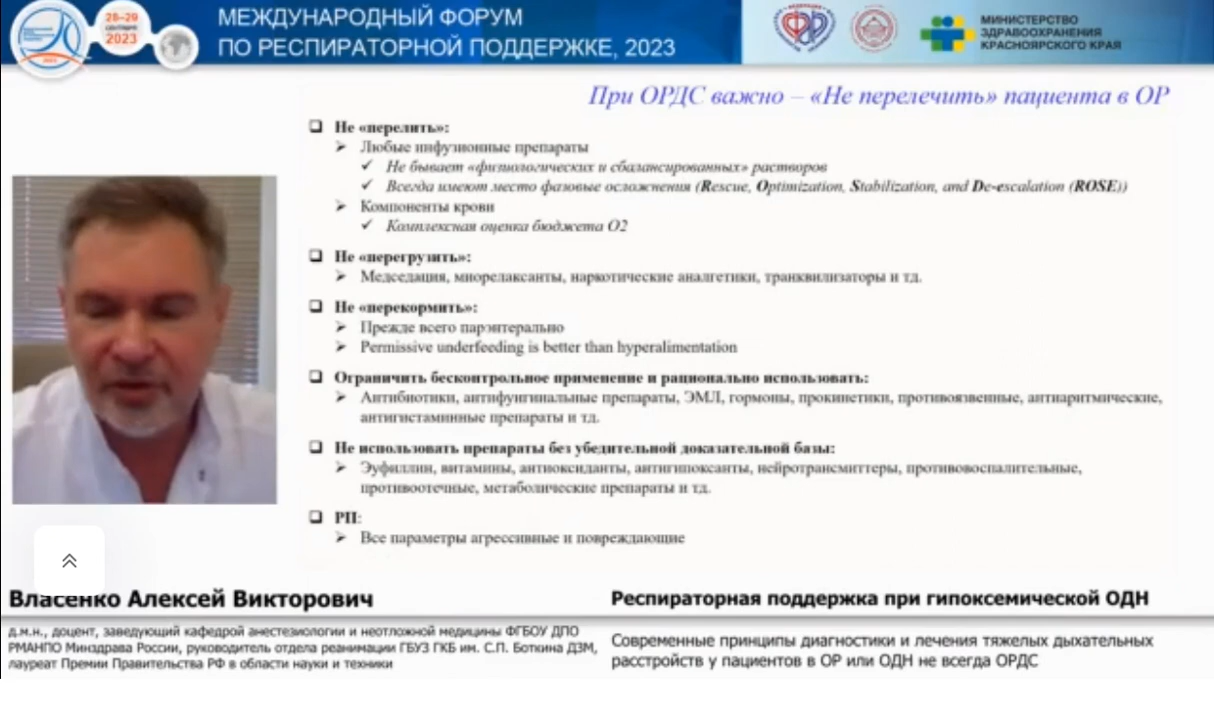 28–29
СЕНТЯБРЯ
2023
МЕЖДУНАРОДНЫЙ ФОРУМ
ПО РЕСПИРАТОРНОЙ ПОДДЕРЖКЕ, 2023
МИНИСТЕРСТВО
ЗДРАВООХРАНЕНИЯ
КРАСНОЯРСКОГО КРАЯ
При ОРДС важно – «Не перелечить» пациента в ОР
Не «перелить»:
Любые инфузионные препараты
Не бывает «физиологических и сбалансированных» растворов
Всегда имеют место фазовые осложнения (Rescue, Optimization, Stabilization, and De-escalation (ROSE))
Компоненты крови
Комплексная оценка бюджета О2
Не «перегрузить»:
Медседация, миорелаксанты, наркотические аналгетики, транквилизаторы и тд.
Не «перекормить»:
Прежде всего парэнтерально
Permissive underfeeding is better than hyperalimentation
Ограничить бесконтрольное применение и рационально использовать:
Антибиотики, антифунгинальные препараты, ЭМЛ, гормоны, прокинетики, противоязвенные, антиаритмические,
антигистаминные препараты и тд.
Не использовать препараты без убедительной доказательной базы:
Эуфиллин, витамины, антиоксиданты, антигипоксанты, нейротрансмиттеры, противовоспалительные,
противоотечные, метаболические препараты и тд.
РП:
Все параметры агрессивные и повреждающие
Власенко Алексей Викторович
д.м.н., доцент, заведующий кафедрой анестезиологии и неотложной медицины ФГБОУ ДПО
РМАНПО Минздрава России, руководитель отдела реанимации ГБУЗ ГКБ им. С.П. Боткина ДЗМ,
лауреат Премии Правительства РФ в области науки и техники
Респираторная поддержка при гипоксемической ОДН
Современные принципы диагностики и лечения тяжелых дыхательных
расстройств у пациентов в ОР или ОДН не всегда ОРДС